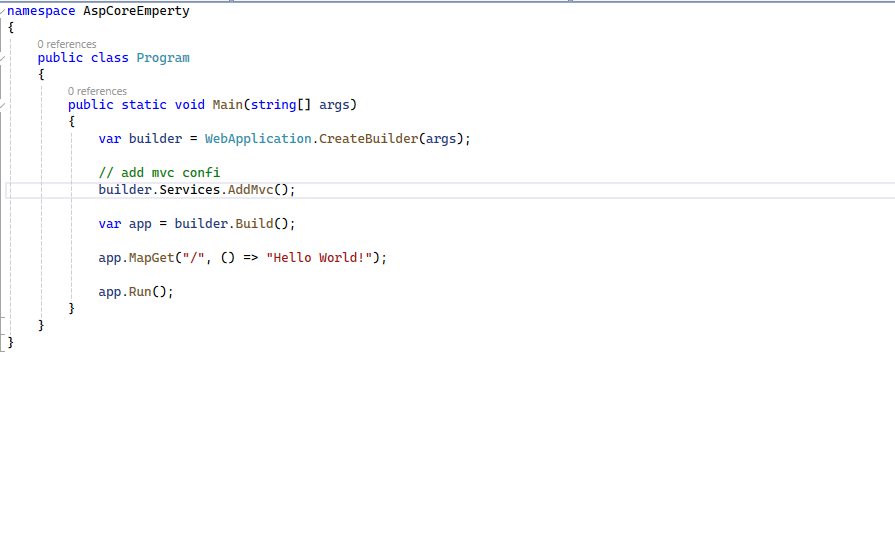 namespace AspCoreEmperty
{
0 references
public class Program
{
0 references
public static void Main(string[] args)
{
var builder = WebApplication.CreateBuilder(args);
// add mvc confi
builder.Services.AddMvc();
var app = builder.Build();
app.MapGet("/", () => "Hello World!");
app.Run();
}
}
}